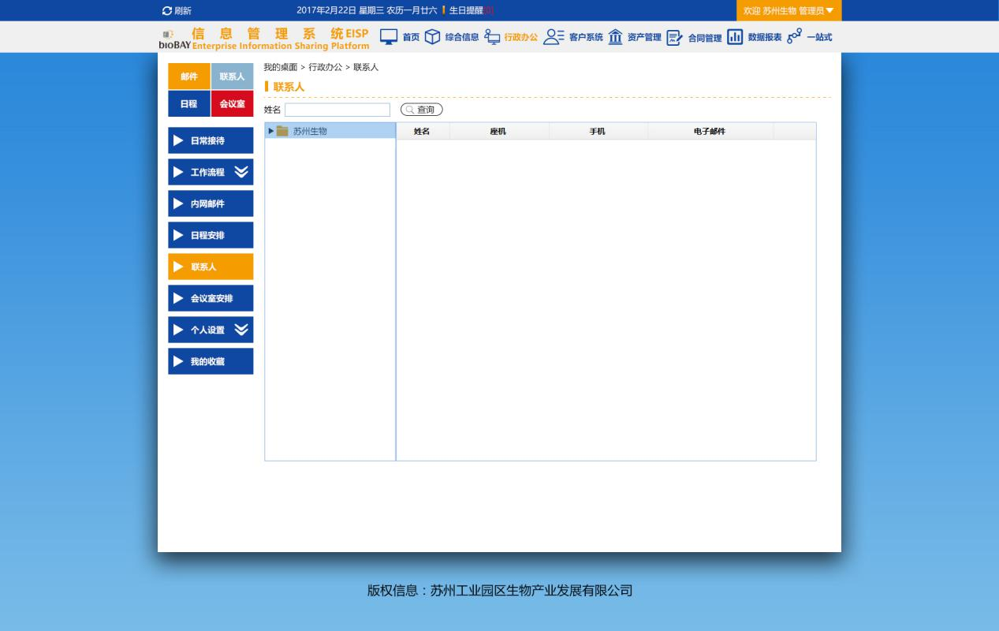 刷新 2017年2月22日 星期三 农历一月廿六 生日提醒[0] 欢迎 苏州生物 管理员
bioBAY 信息管理系统EISP
Enterprise Information Sharing Platform
首页 综合信息 行政办公 客户系统 资产管理 合同管理 数据报表 一站式
邮件 联系人
日程 会议室
日常接待
工作流程
内网邮件
日程安排
联系人
会议室安排
个人设置
我的收藏
我的桌面 > 行政办公 > 联系人
联系人
姓名 查询
苏州生物
姓名 座机 手机 电子邮件
版权信息：苏州工业园区生物产业发展有限公司